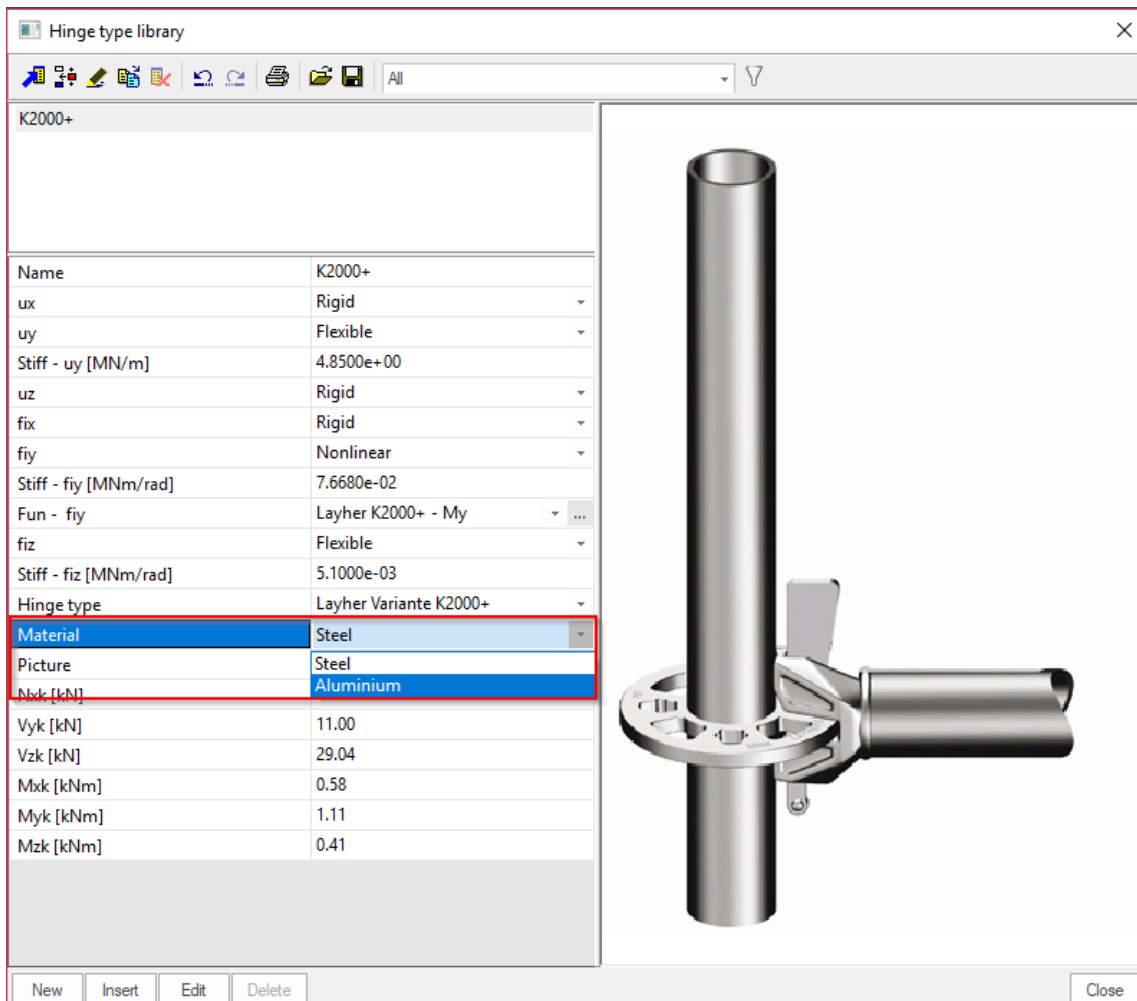 Hinge type library
All
K2000+
Name K2000+
ux Rigid
uy Flexible
Stiff - uy [MN/m] 4.8500e+00
uz Rigid
fix Rigid
fiy Nonlinear
Stiff - fiy [MNm/rad] 7.6680e-02
Fun - fiy Layher K2000+ - My ...
fiz Flexible
Stiff - fiz [MNm/rad] 5.1000e-03
Hinge type Layher Variante K2000+
Material Steel
Picture Steel
Nxk [kN] Aluminium
Vyk [kN] 11.00
Vzk [kN] 29.04
Mxk [kNm] 0.58
Myk [kNm] 1.11
Mzk [kNm] 0.41
New Insert Edit Delete Close